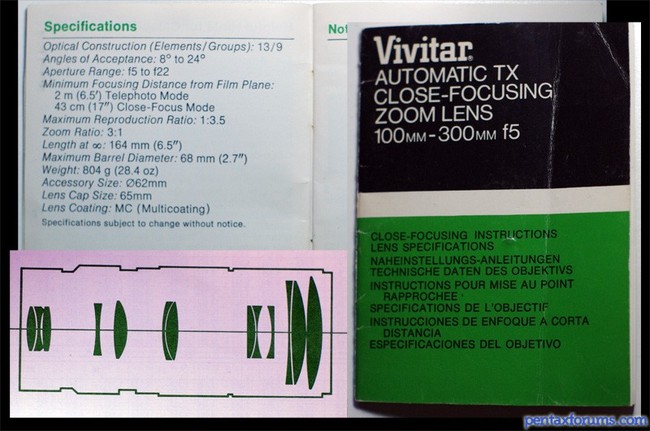 Specifications
Optical Construction (Elements/Groups): 13/9
Angles of Acceptance: 8° to 24°
Aperture Range: f5 to f22
Minimum Focusing Distance from Film Plane:
2 m (6.5') Telephoto Mode
43 cm (17") Close-Focus Mode
Maximum Reproduction Ratio: 1:3.5
Zoom Ratio: 3:1
Length at ∞: 164 mm (6.5")
Maximum Barrel Diameter: 68 mm (2.7")
Weight: 804 g (28.4 oz)
Accessory Size: Ø62mm
Lens Cap Size: 65mm
Lens Coating: MC (Multicoating)
Specifications subject to change without notice.
Not
Vivitar®
AUTOMATIC TX
CLOSE-FOCUSING
ZOOM LENS
100MM-300MM f5
CLOSE-FOCUSING INSTRUCTIONS
LENS SPECIFICATIONS
NAHEINSTELLUNGS-ANLEITUNGEN
TECHNISCHE DATEN DES OBJEKTIVS
INSTRUCTIONS POUR MISE AU POINT
RAPPROCHEE
SPECIFICATIONS DE L'OBJECTIF
INSTRUCCIONES DE ENFOQUE A CORTA
DISTANCIA
ESPECIFICACIONES DEL OBJETIVO
pentaxforums.com